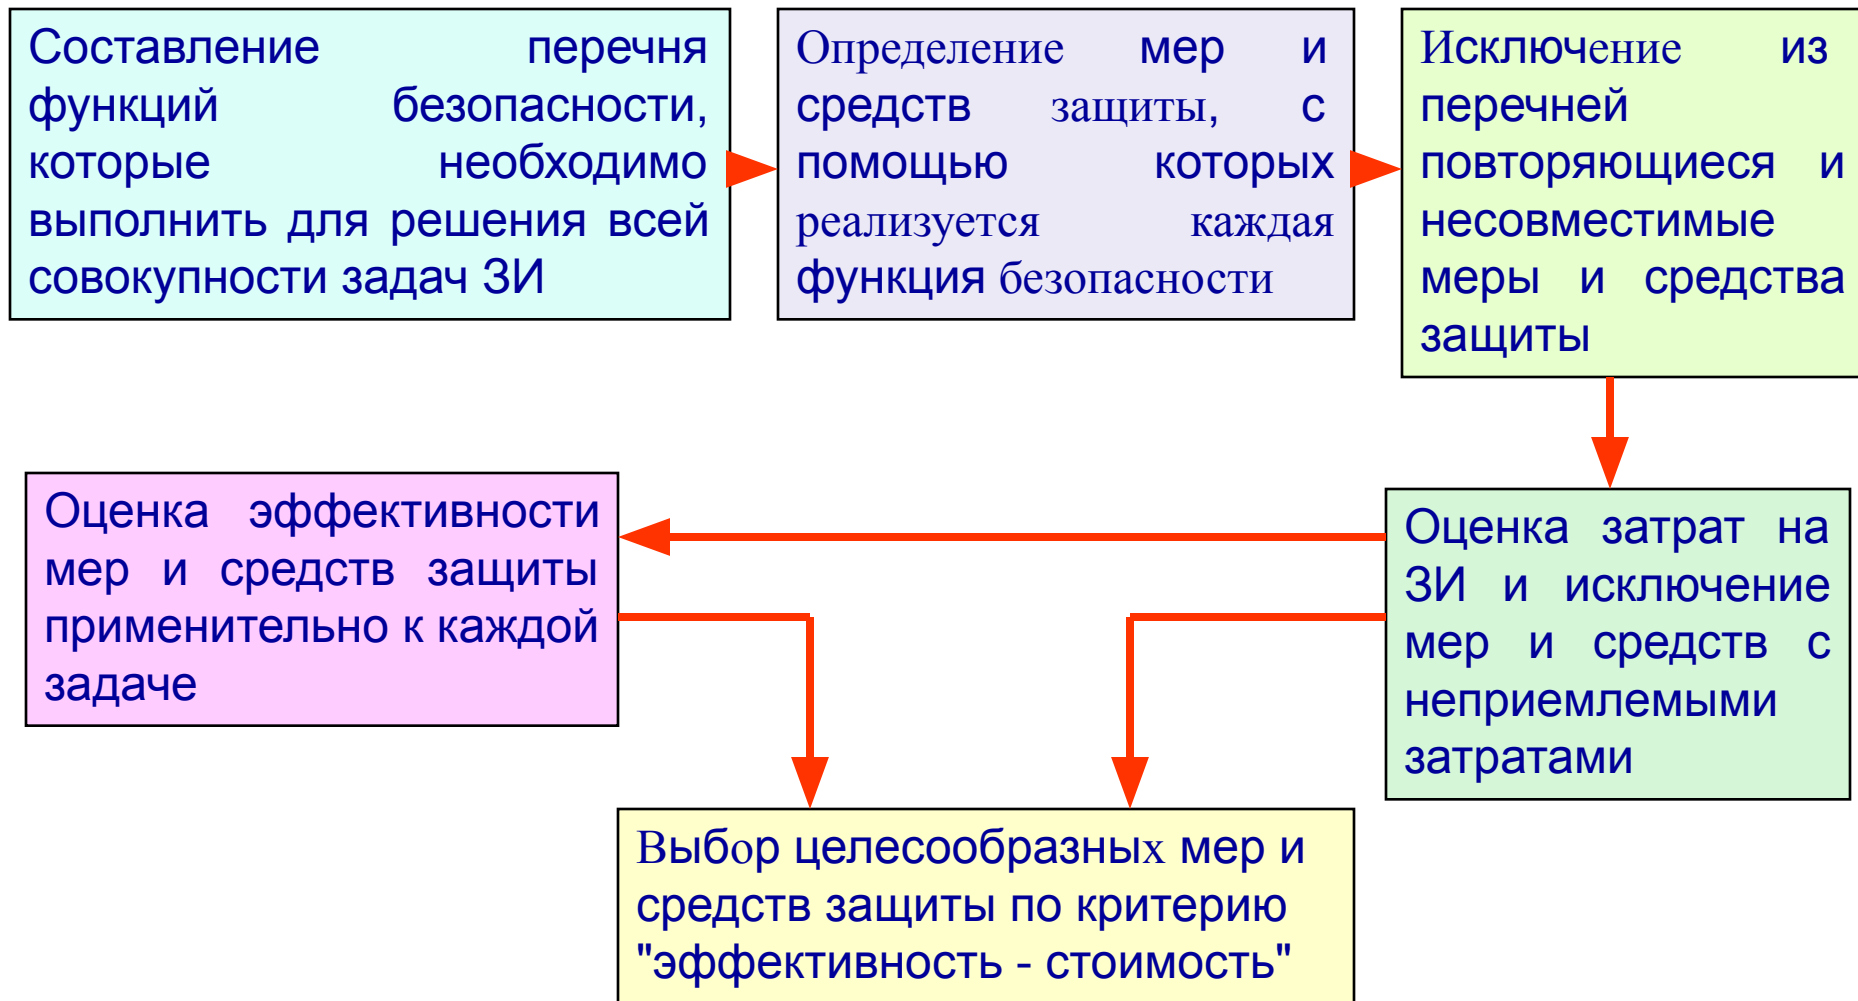 Составление перечня
функций безопасности,
которые необходимо
выполнить для решения всей
совокупности задач ЗИ
Определение мер и
средств защиты, с
помощью которых
реализуется каждая
функция безопасности
Исключение из
перечней
повторяющиеся и
несовместимые
меры и средства
защиты
Оценка эффективности
мер и средств защиты
применительно к каждой
задаче
Оценка затрат на
ЗИ и исключение
мер и средств с
неприемлемыми
затратами
Выбор целесообразных мер и
средств защиты по критерию
"эффективность - стоимость"